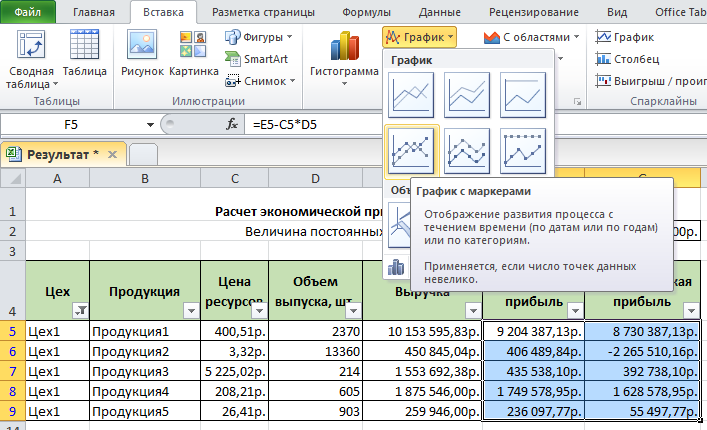 Файл Главная Вставка Разметка страницы Формулы Данные Рецензирование Вид Office Tab
Сводная таблица
Таблица
Рисунок
Картинка
Фигуры
SmartArt
Снимок
Гистограмма
График
С областями
График
Столбец
Выигрыш / проиг
Таблицы Иллюстрации Спарклайны
F5 fx =E5-C5*D5
Результат *
График
График с маркерами
Отображение развития процесса с
течением времени (по датам или по годам)
или по категориям.
Применяется, если число точек данных
невелико.
A B C D
1 Расчет экономической при
2 Величина постоянных 00р.
3
4 Цех Продукция Цена ресурсов Объем выпуска, шт. Выручка прибыль кая прибыль
5 Цех1 Продукция1 400,51р. 2370 10 153 595,83р. 9 204 387,13р. 8 730 387,13р.
6 Цех1 Продукция2 3,32р. 13360 450 845,04р. 406 489,84р. -2 265 510,16р.
7 Цех1 Продукция3 5 225,02р. 214 1 553 692,38р. 435 538,10р. 392 738,10р.
8 Цех1 Продукция4 208,21р. 605 1 875 546,00р. 1 749 578,95р. 1 628 578,95р.
9 Цех1 Продукция5 26,41р. 903 259 946,00р. 236 097,77р. 55 497,77р.